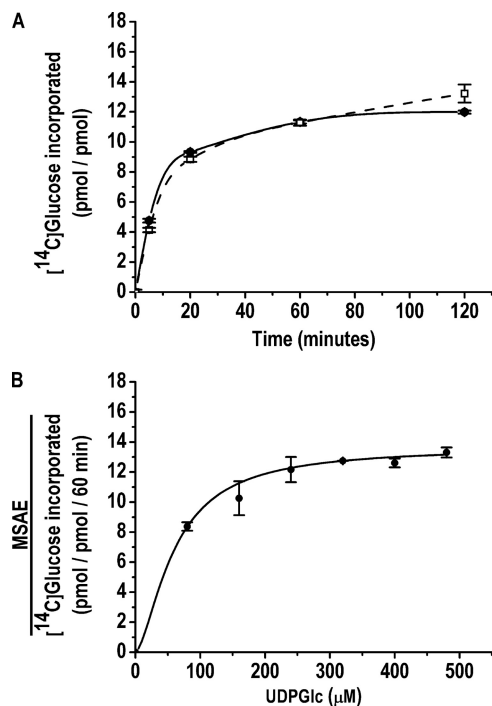 A
[14C]Glucose incorporated
(pmol / pmol)
18
16
14
12
10
8
6
4
2
0
0 20 40 60 80 100 120
Time (minutes)
B
MSAE
[14C]Glucose incorporated
(pmol / pmol / 60 min)
18
16
14
12
10
8
6
4
2
0
0 100 200 300 400 500
UDPGlc (μM)